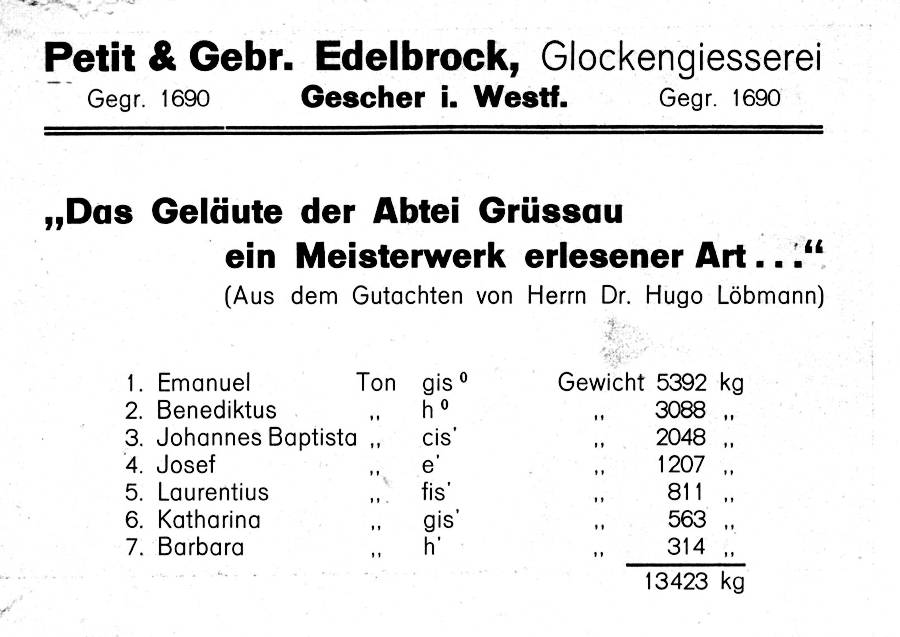 Petit & Gebr. Edelbrock, Glockengiesserei
Gegr. 1690 Gescher i. Westf. Gegr. 1690
„Das Geläute der Abtei Grüssau
ein Meisterwerk erlesener Art...“
(Aus dem Gutachten von Herrn Dr. Hugo Löbmann)
1. Emanuel Ton gis⁰ Gewicht 5392 kg
2. Benediktus ,, h⁰ ,, 3088 ,,
3. Johannes Baptista ,, cis' ,, 2048 ,,
4. Josef ,, e' ,, 1207 ,,
5. Laurentius ,, fis' ,, 811 ,,
6. Katharina ,, gis' ,, 563 ,,
7. Barbara ,, h' ,, 314 ,,
13423 kg